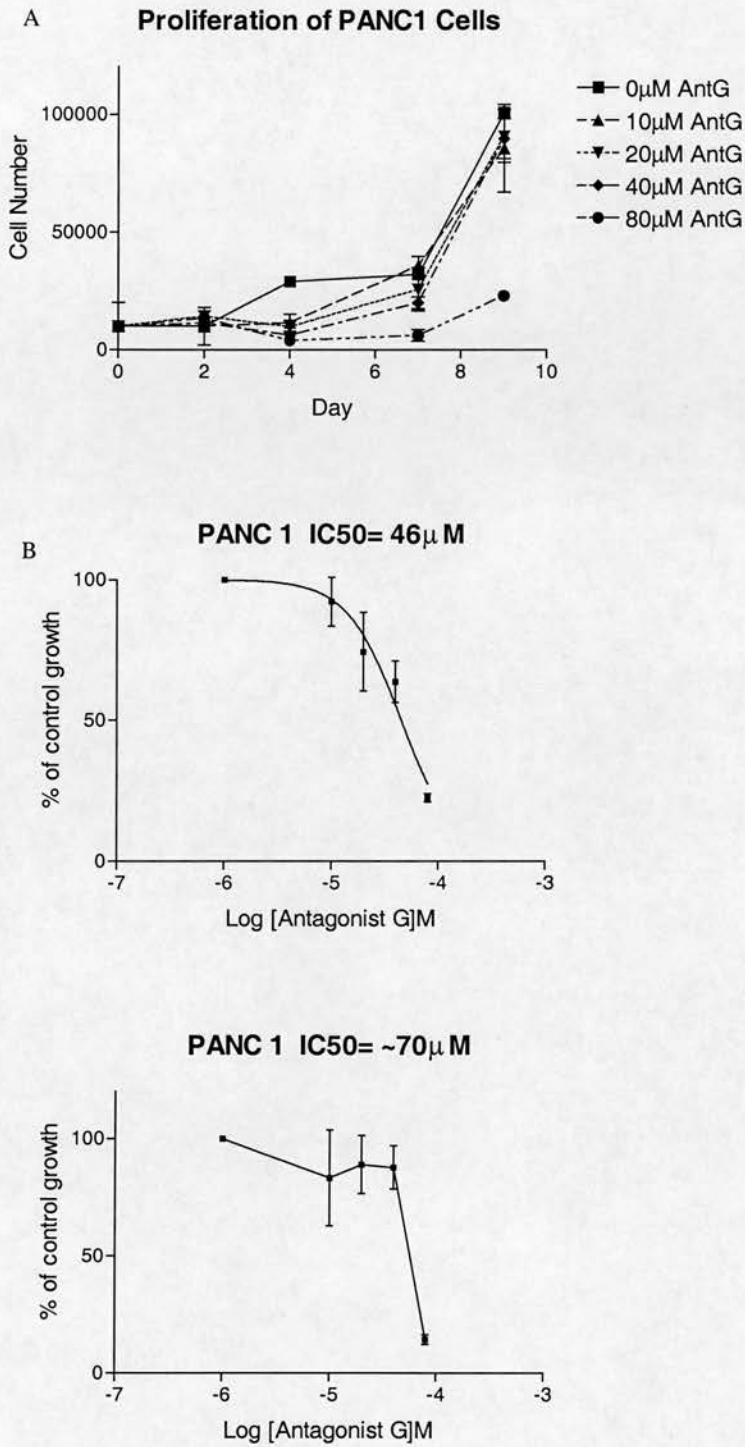 A
Proliferation of PANC1 Cells
100000
50000
0
Cell Number
0 2 4 6 8 10
Day
0μM AntG
10μM AntG
20μM AntG
40μM AntG
80μM AntG
B
PANC 1 IC50= 46μM
100
50
0
% of control growth
-7 -6 -5 -4 -3
Log [Antagonist G]M
PANC 1 IC50= ~70μM
100
50
0
% of control growth
-7 -6 -5 -4 -3
Log [Antagonist G]M